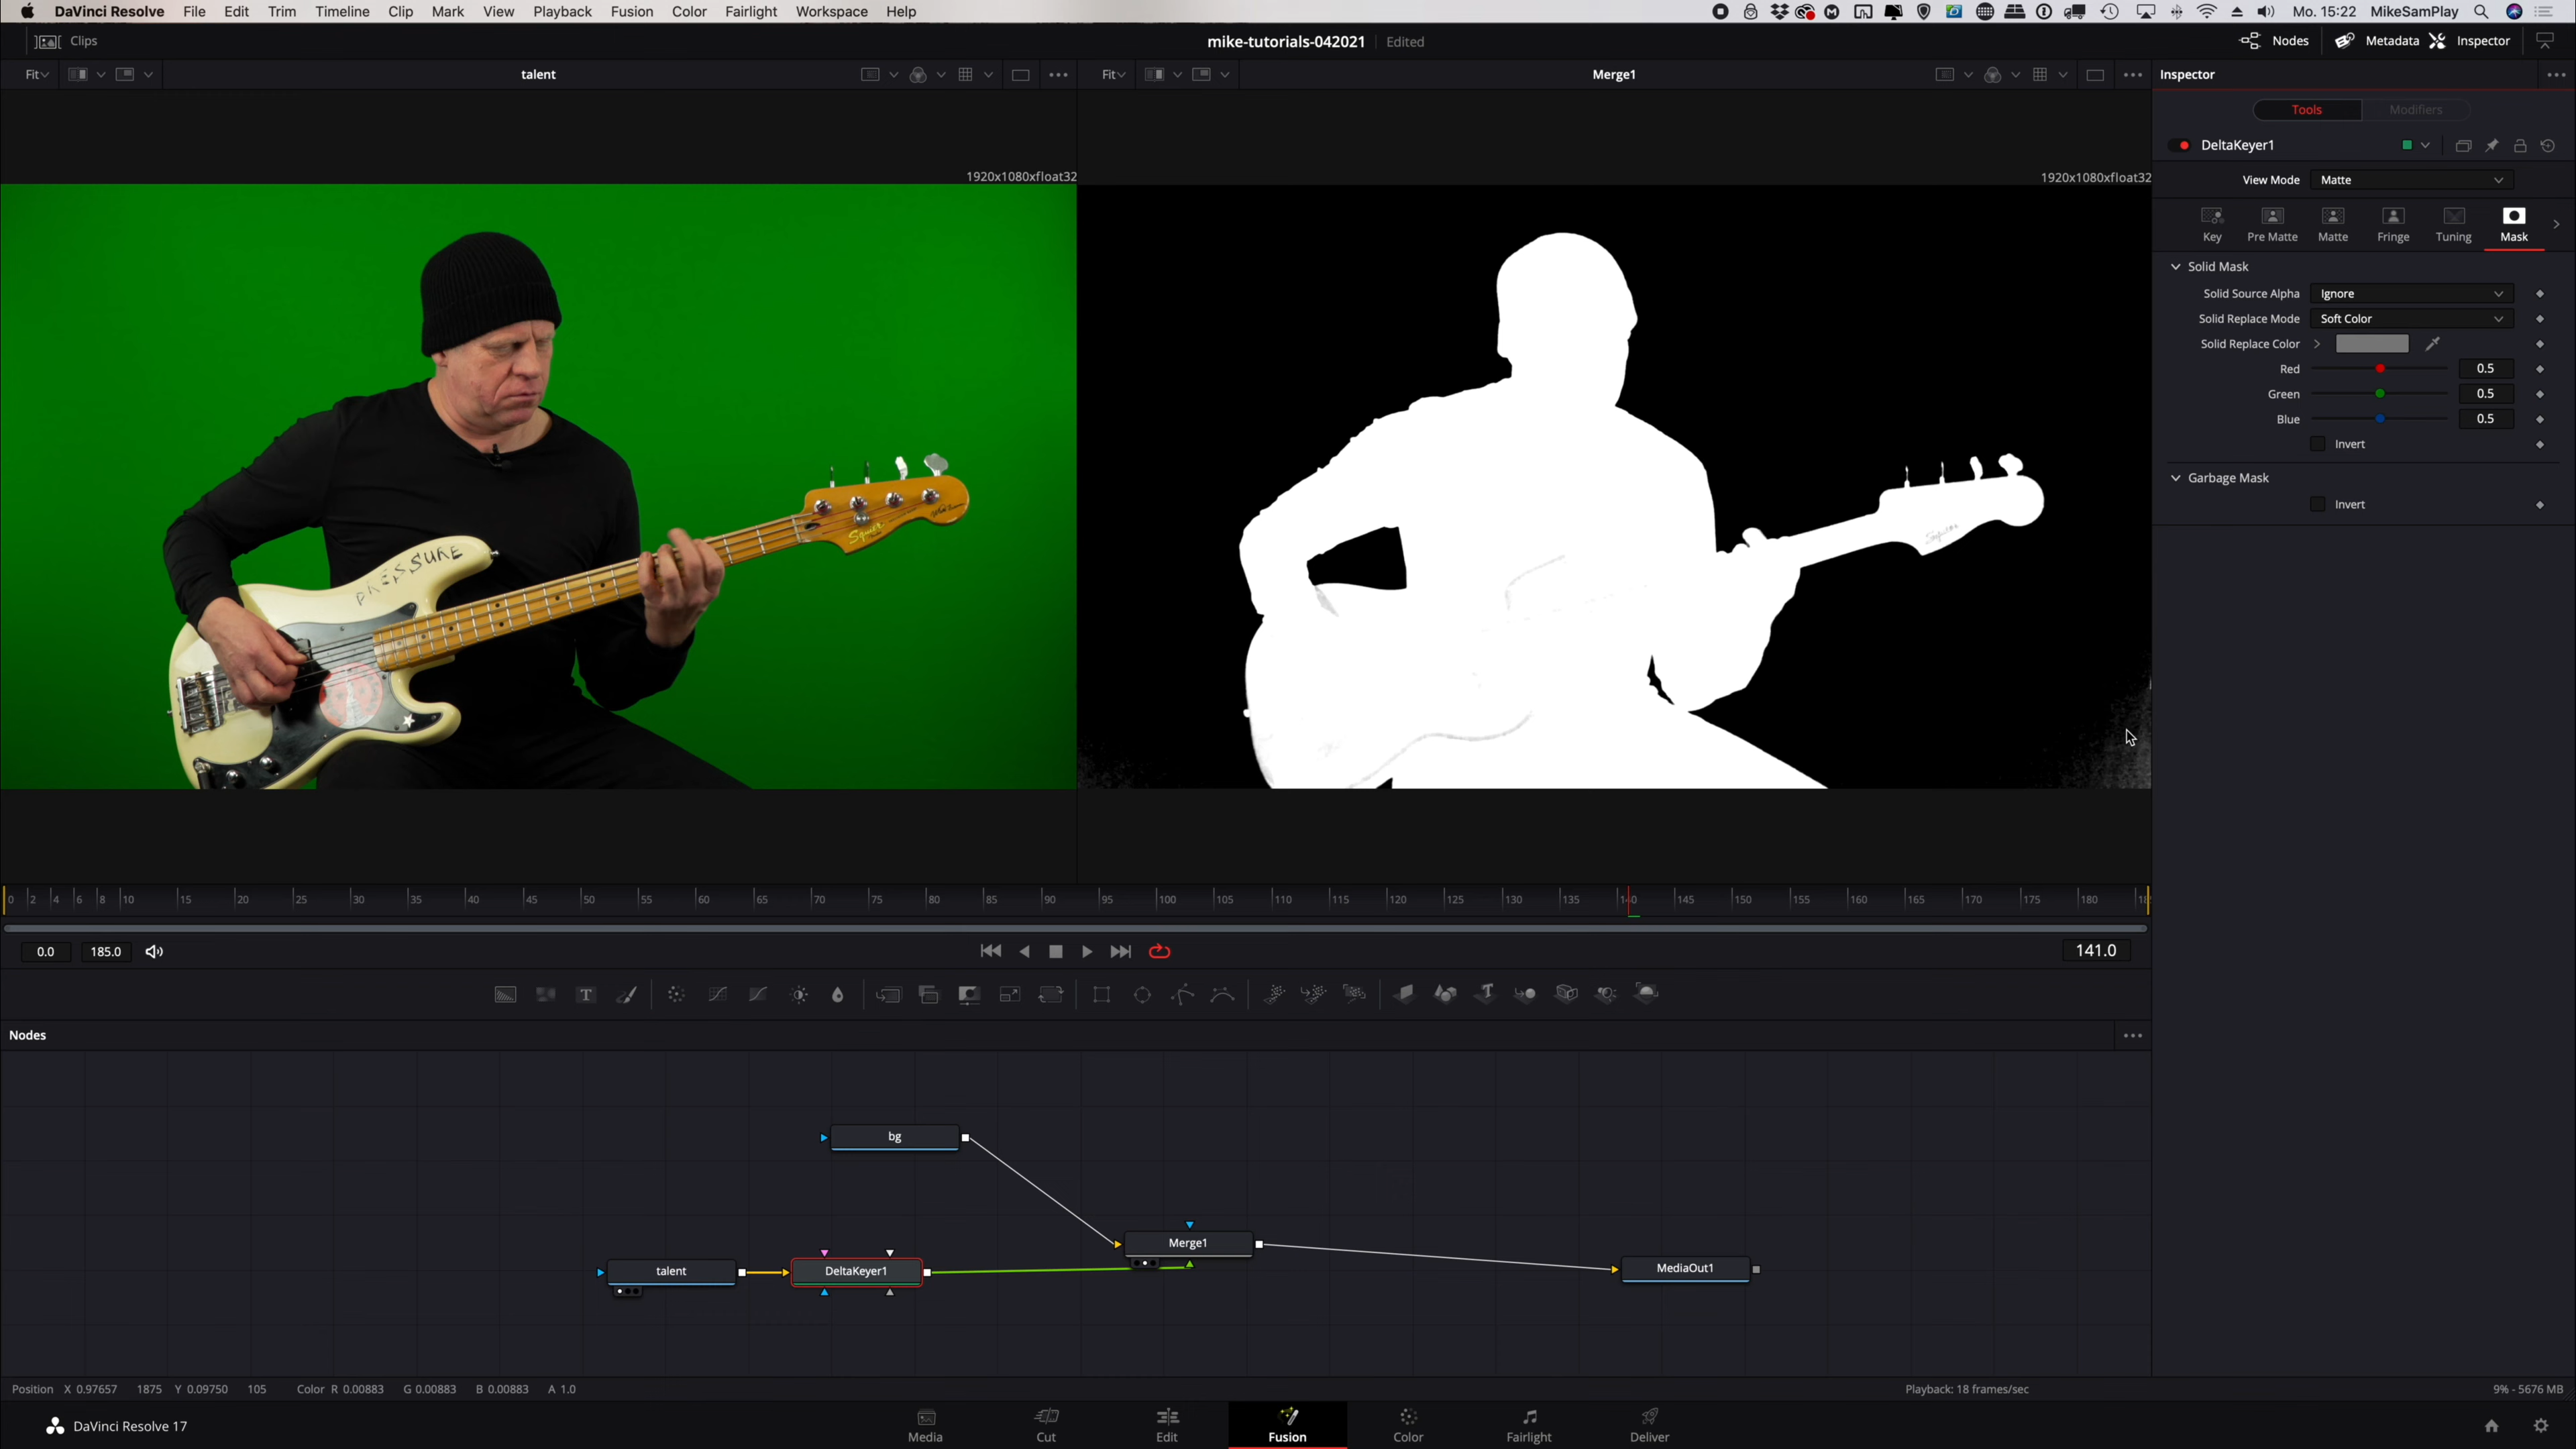 DaVinci Resolve File Edit Trim Timeline Clip Mark View Playback Fusion Color Fairlight Workspace Help Mo. 15:22 MikeSamPlay
Clips mike-tutorials-042021 Edited Nodes Metadata Inspector
Fit talent Fit Merge1 Inspector
Tools Modifiers
DeltaKeyer1
1920x1080xfloat32 1920x1080xfloat32
View Mode Matte
Key Pre Matte Matte Fringe Tuning Mask
Solid Mask
Solid Source Alpha Ignore
Solid Replace Mode Soft Color
Solid Replace Color
Red 0.5
Green 0.5
Blue 0.5
Invert
Garbage Mask
Invert
PRESSURE
Squier
0 2 4 6 8 10 15 20 25 30 35 40 45 50 55 60 65 70 75 80 85 90 95 100 105 110 115 120 125 130 135 140 145 150 155 160 165 170 175 180
0.0 185.0 141.0
Nodes
bg
Merge1
talent DeltaKeyer1 MediaOut1
Position X 0.97657 1875 Y 0.09750 105 Color R 0.00883 G 0.00883 B 0.00883 A 1.0 Playback: 18 frames/sec 9% - 5676 MB
DaVinci Resolve 17 Media Cut Edit Fusion Color Fairlight Deliver